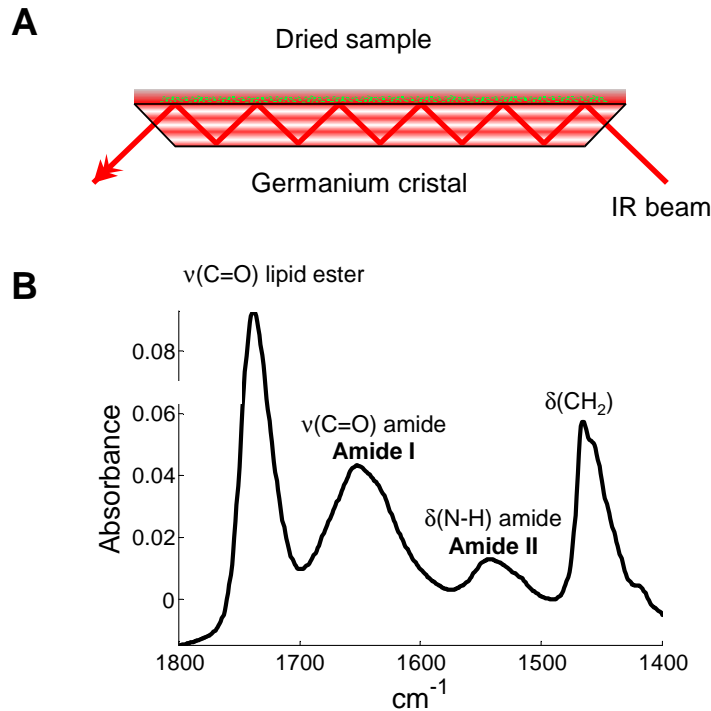 A
Dried sample
Germanium cristal
IR beam
B
ν(C=O) lipid ester
Absorbance
0.08
0.06
0.04
0.02
0
ν(C=O) amide
Amide I
δ(N-H) amide
Amide II
δ(CH₂)
1800 1700 1600 1500 1400
cm⁻¹